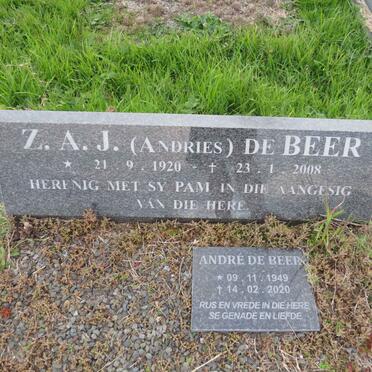 Z. A. J. (ANDRIES) DE BEER
★ 21 . 9 . 1920 - † 23 . 1 . 2008
HERENIG MET SY PAM IN DIE AANGESIG
VAN DIE HERE
ANDRÉ DE BEER
★ 09 . 11 . 1949
† 14 . 02 . 2020
RUS EN VREDE IN DIE HERE
SE GENADE EN LIEFDE